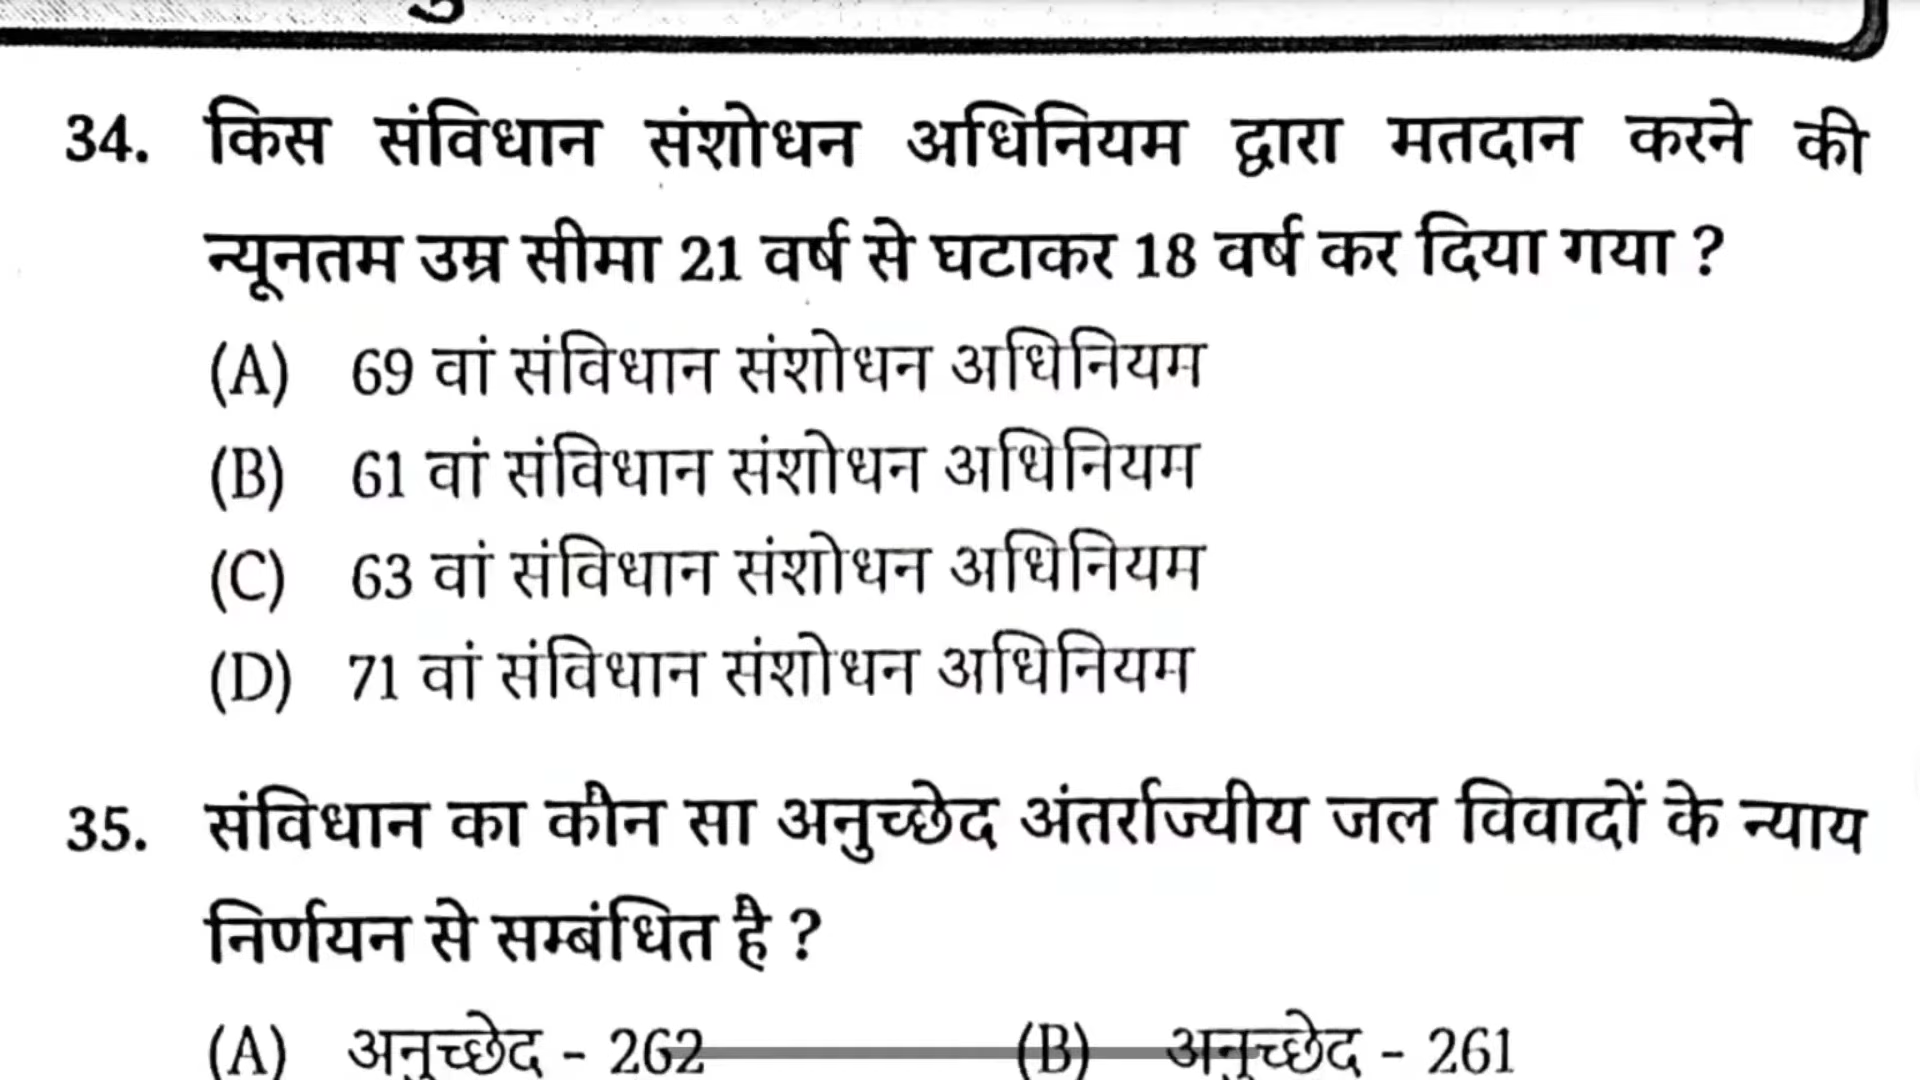 34. किस संविधान संशोधन अधिनियम द्वारा मतदान करने की
न्यूनतम उम्र सीमा 21 वर्ष से घटाकर 18 वर्ष कर दिया गया ?
(A) 69 वां संविधान संशोधन अधिनियम
(B) 61 वां संविधान संशोधन अधिनियम
(C) 63 वां संविधान संशोधन अधिनियम
(D) 71 वां संविधान संशोधन अधिनियम
35. संविधान का कौन सा अनुच्छेद अंतर्राज्यीय जल विवादों के न्याय
निर्णयन से सम्बंधित है ?
(A) अनुच्छेद - 262 (B) अनुच्छेद - 261